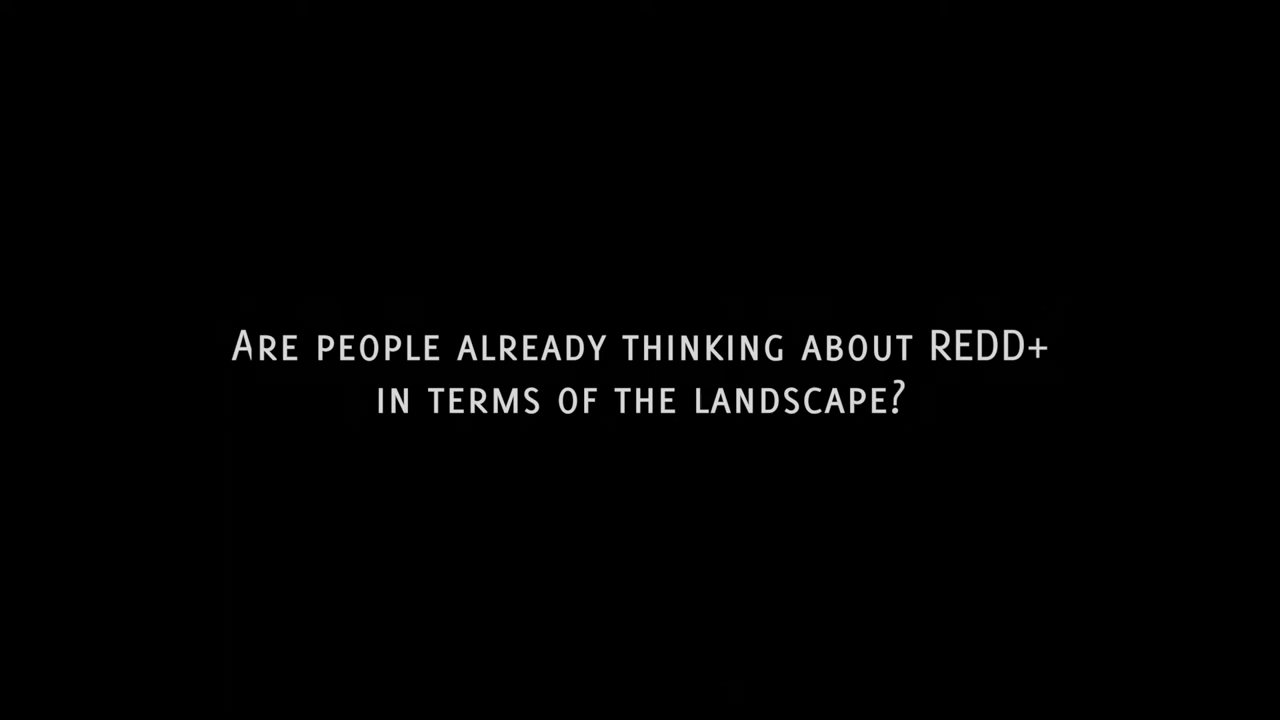 Are people already thinking about REDD+
in terms of the landscape?